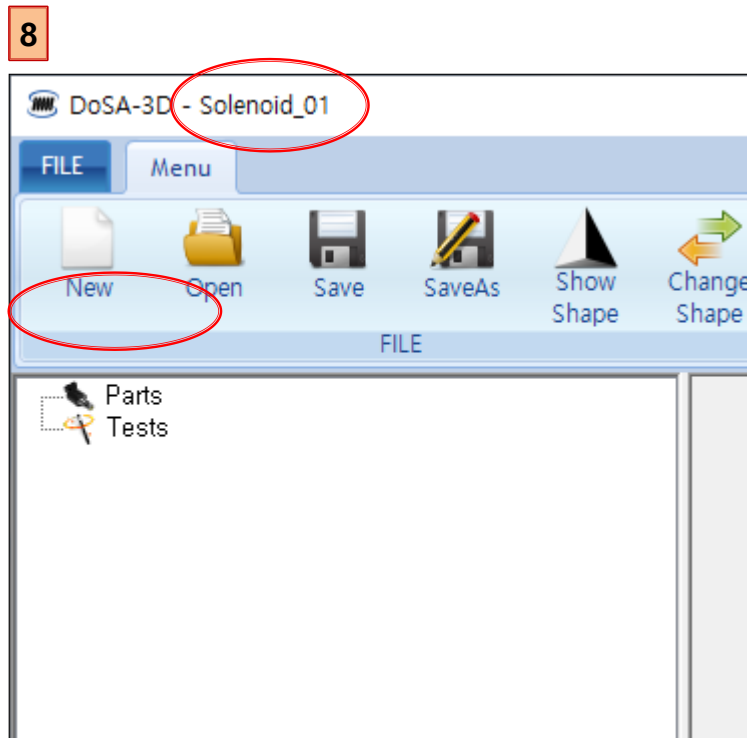 8
DoSA-3D - Solenoid_01
FILE Menu
New Open Save SaveAs Show Shape Change Shape
FILE
Parts
Tests